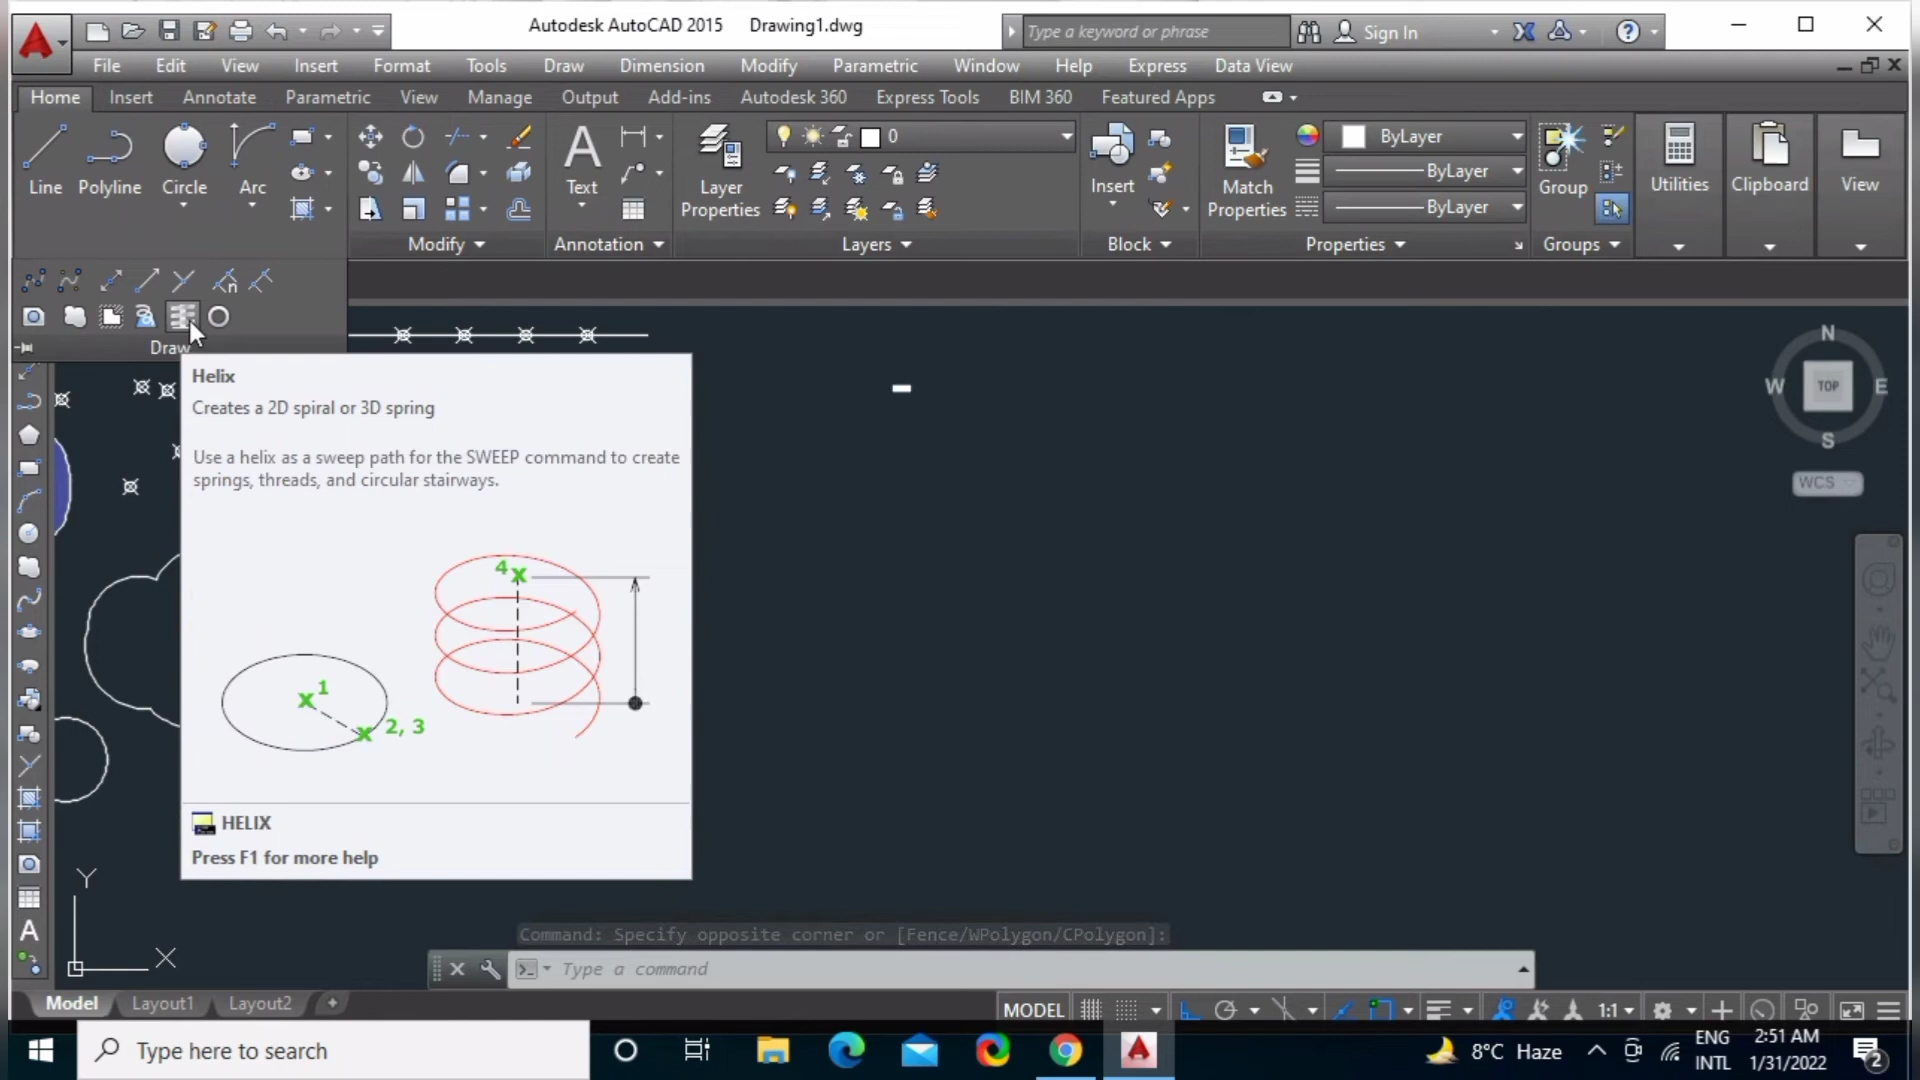 Autodesk AutoCAD 2015 Drawing1.dwg
Type a keyword or phrase
Sign In
File Edit View Insert Format Tools Draw Dimension Modify Parametric Window Help Express Data View
Home Insert Annotate Parametric View Manage Output Add-ins Autodesk 360 Express Tools BIM 360 Featured Apps
0
ByLayer
Line Polyline Circle Arc
Text
Layer Properties
Insert
Match Properties
ByLayer
Group
Utilities Clipboard View
ByLayer
Modify Annotation Layers Block Properties Groups
n
Draw
Helix
Creates a 2D spiral or 3D spring
Use a helix as a sweep path for the SWEEP command to create
springs, threads, and circular stairways.
4
1
2, 3
HELIX
Press F1 for more help
N
W TOP E
S
WCS
A
Y
X
Command: Specify opposite corner or [Fence/WPolygon/CPolygon]:
Type a command
Model Layout1 Layout2
MODEL 1:1
Type here to search
8°C Haze
ENG
INTL
2:51 AM
1/31/2022
2